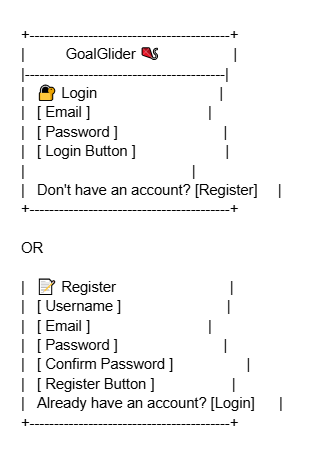 +-----------------------------------------+
|          GoalGlider 🪁                  |
|-----------------------------------------|
|   🔐 Login                              |
|   [ Email ]                             |
|   [ Password ]                          |
|   [ Login Button ]                      |
|                                         |
|   Don't have an account? [Register]     |
+-----------------------------------------+
OR
|   📝 Register                           |
|   [ Username ]                          |
|   [ Email ]                             |
|   [ Password ]                          |
|   [ Confirm Password ]                  |
|   [ Register Button ]                   |
|   Already have an account? [Login]      |
+-----------------------------------------+